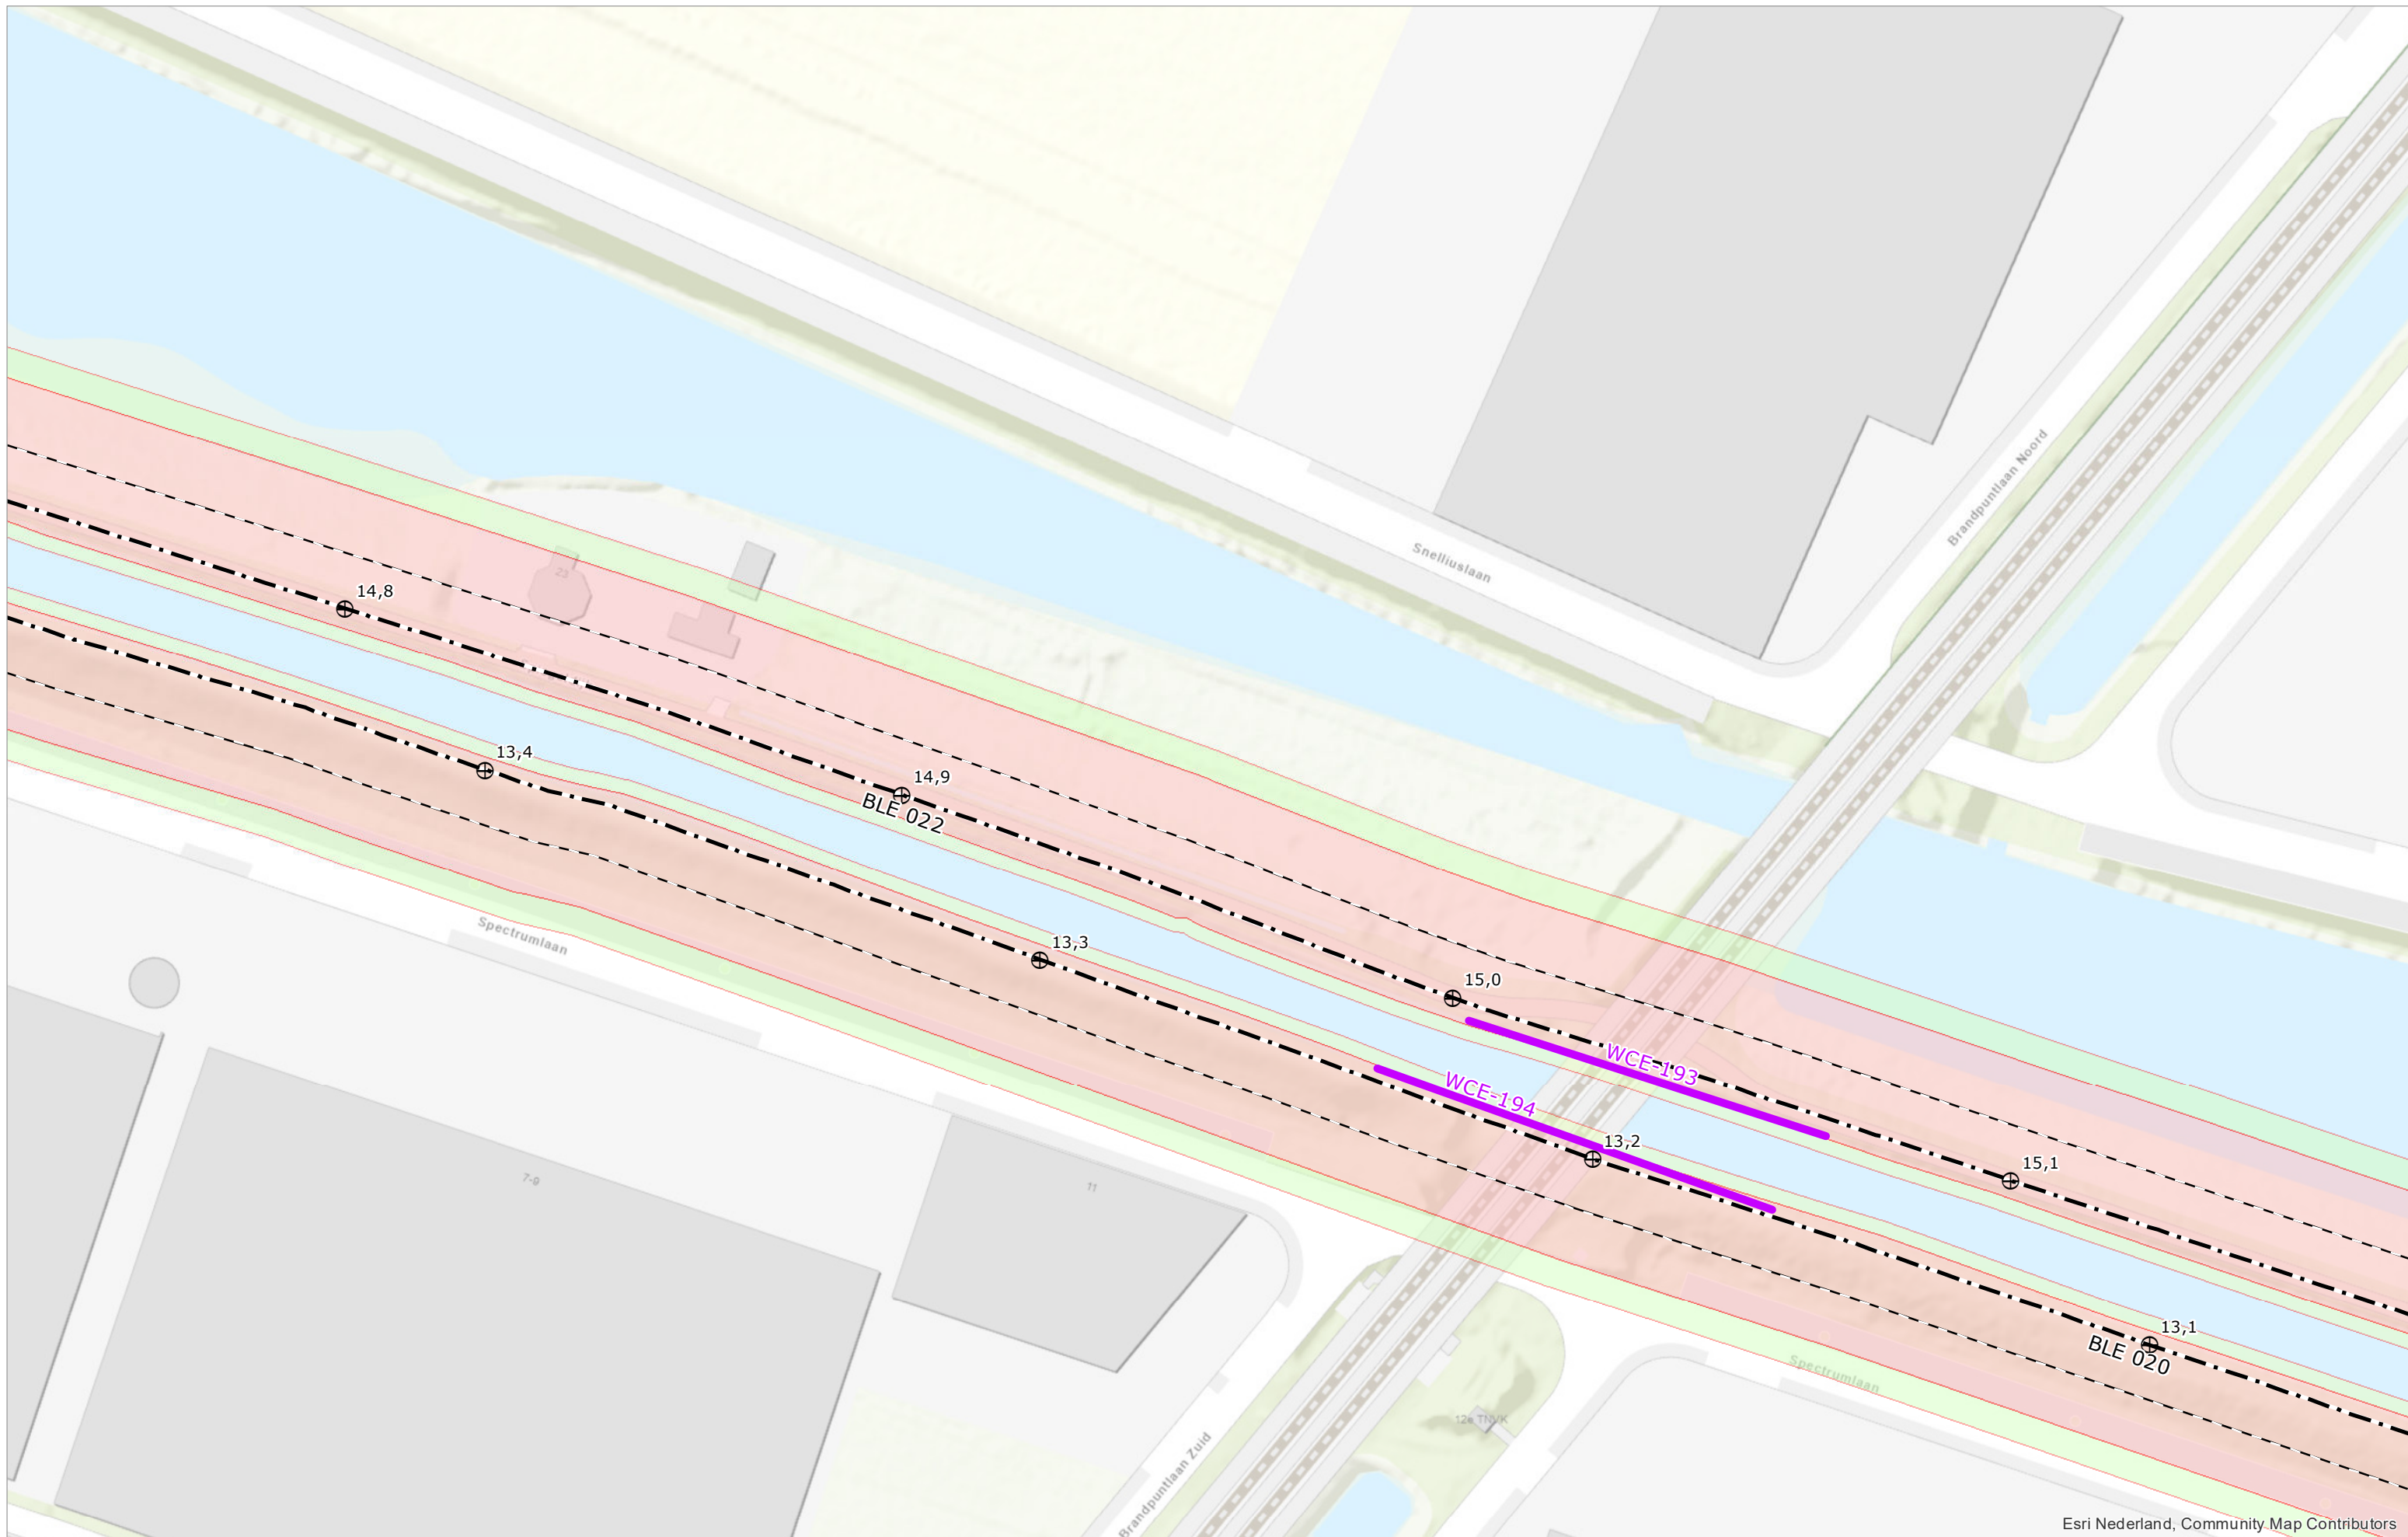 Brandpuntlaan Noord
Snelliuslaan
23
14,8
13,4
14,9
BLE 022
Spectrumlaan
13,3
15,0
WCE-193
WCE-194
13,2
15,1
7-9
11
13,1
BLE 020
Spectrumlaan
Brandpuntlaan Zuid
Esri Nederland, Community Map Contributors